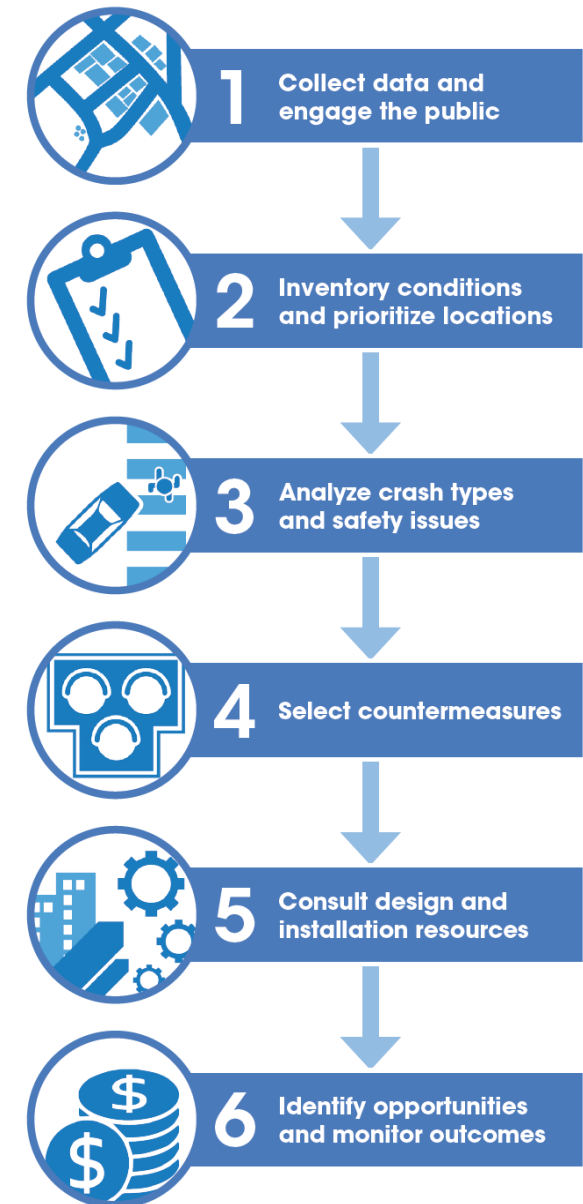 1
Collect data and
engage the public
2
Inventory conditions
and prioritize locations
3
Analyze crash types
and safety issues
4
Select countermeasures
5
Consult design and
installation resources
6
Identify opportunities
and monitor outcomes
$
$